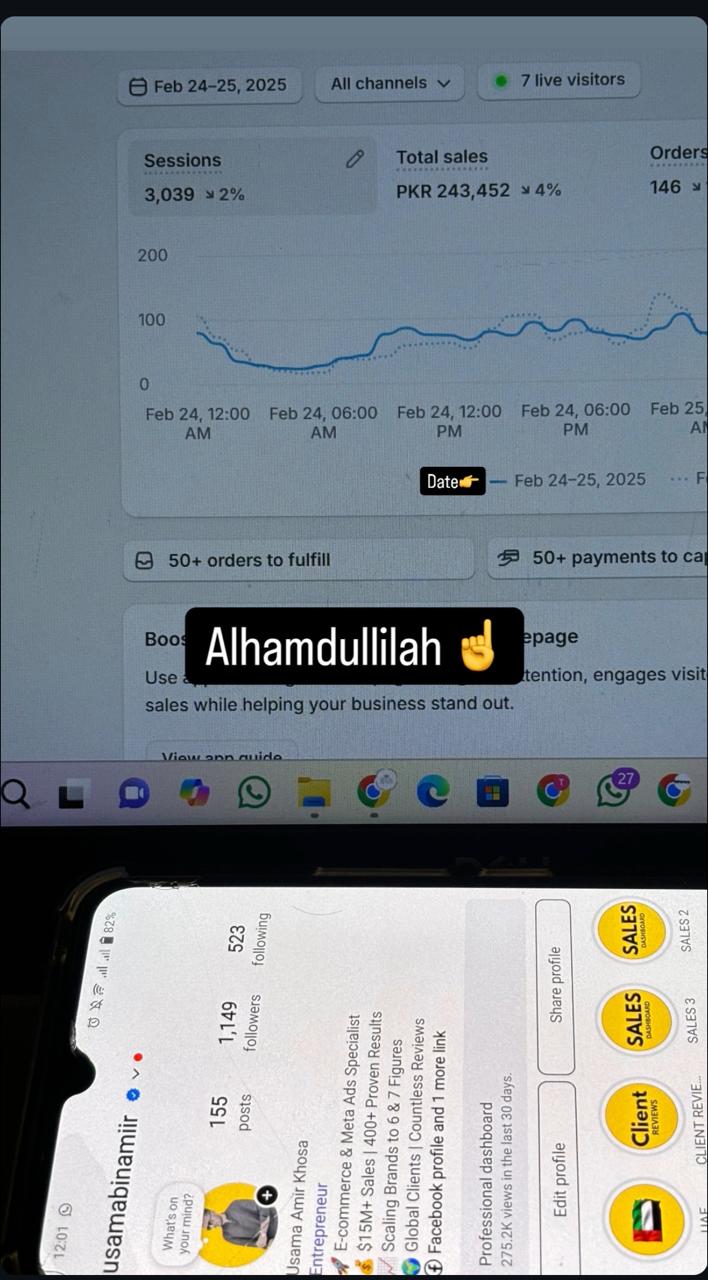 Feb 24–25, 2025
All channels
7 live visitors
Sessions
3,039 ↘ 2%
Total sales
PKR 243,452 ↘ 4%
Orders
146 ↘
200
100
0
Feb 24, 12:00 AM
Feb 24, 06:00 AM
Feb 24, 12:00 PM
Feb 24, 06:00 PM
Feb 25,
Date👉
Feb 24–25, 2025
50+ orders to fulfill
50+ payments to
Alhamdullilah ☝️
Use
sales while helping your business stand out.
View app guide
27
12:01
82%
usamabinamiir
What's on
your mind?
155
posts
1,149
followers
523
following
Usama Amir Khosa
Entrepreneur
🚀 E-commerce & Meta Ads Specialist
💰 $15M+ Sales | 400+ Proven Results
📈 Scaling Brands to 6 & 7 Figures
🌍 Global Clients | Countless Reviews
Facebook profile and 1 more link
Professional dashboard
275.2K views in the last 30 days.
Edit profile
Share profile
UAE
Client
REVIEWS
CLIENT REVIE...
SALES
DASHBOARD
SALES 3
SALES
DASHBOARD
SALES 2